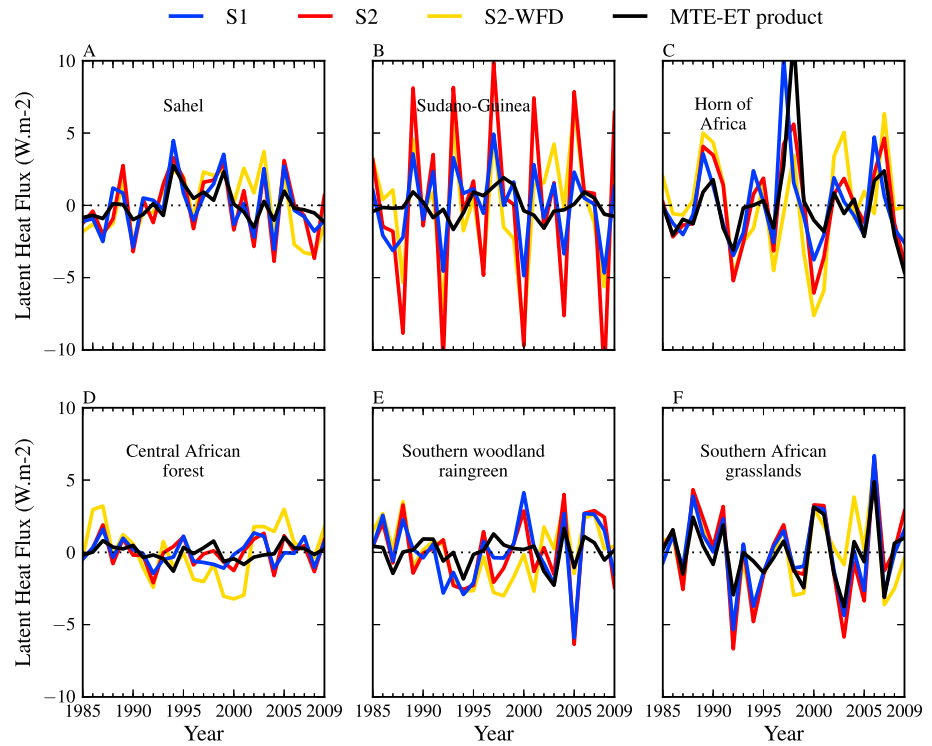 S1 S2 S2-WFD MTE-ET product
A B C
10 Latent Heat Flux (W.m-2)
5
0
−5
−10
Sahel
Sudano-Guinea
Horn of
Africa
D E F
10 Latent Heat Flux (W.m-2)
5
0
−5
−10
Central African
forest
Southern woodland
raingreen
Southern African
grasslands
1985 1990 1995 2000 2005 2009 1985 1990 1995 2000 2005 2009 1985 1990 1995 2000 2005 2009
Year Year Year